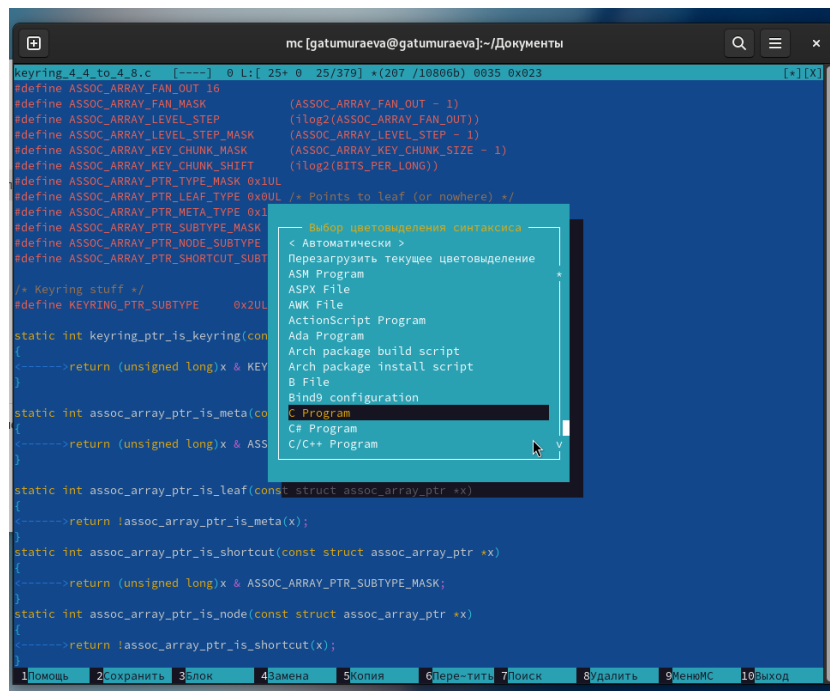 mc [gatumuraeva@gatumuraeva]:~/Документы
keyring_4_4_to_4_8.c [----] 0 L:[ 25+ 0 25/379] *(207 /10806b) 0035 0x023 [*][X]
#define ASSOC_ARRAY_FAN_OUT 16
#define ASSOC_ARRAY_FAN_MASK (ASSOC_ARRAY_FAN_OUT - 1)
#define ASSOC_ARRAY_LEVEL_STEP (ilog2(ASSOC_ARRAY_FAN_OUT))
#define ASSOC_ARRAY_LEVEL_STEP_MASK (ASSOC_ARRAY_LEVEL_STEP - 1)
#define ASSOC_ARRAY_KEY_CHUNK_MASK (ASSOC_ARRAY_KEY_CHUNK_SIZE - 1)
#define ASSOC_ARRAY_KEY_CHUNK_SHIFT (ilog2(BITS_PER_LONG))
#define ASSOC_ARRAY_PTR_TYPE_MASK 0x1UL
#define ASSOC_ARRAY_PTR_LEAF_TYPE 0x0UL /* Points to leaf (or nowhere) */
#define ASSOC_ARRAY_PTR_META_TYPE 0x1
#define ASSOC_ARRAY_PTR_SUBTYPE_MASK
#define ASSOC_ARRAY_PTR_NODE_SUBTYPE
#define ASSOC_ARRAY_PTR_SHORTCUT_SUBT
/* Keyring stuff */
#define KEYRING_PTR_SUBTYPE 0x2UL
static int keyring_ptr_is_keyring(con
{
<------>return (unsigned long)x & KEY
}
static int assoc_array_ptr_is_meta(co
{
<------>return (unsigned long)x & ASS
}
Выбор цветовыделения синтаксиса
< Автоматически >
Перезагрузить текущее цветовыделение
ASM Program *
ASPX File
AWK File
ActionScript Program
Ada Program
Arch package build script
Arch package install script
B File
Bind9 configuration
C Program
C# Program
C/C++ Program v
static int assoc_array_ptr_is_leaf(const struct assoc_array_ptr *x)
{
<------>return !assoc_array_ptr_is_meta(x);
}
static int assoc_array_ptr_is_shortcut(const struct assoc_array_ptr *x)
{
<------>return (unsigned long)x & ASSOC_ARRAY_PTR_SUBTYPE_MASK;
}
static int assoc_array_ptr_is_node(const struct assoc_array_ptr *x)
{
<------>return !assoc_array_ptr_is_shortcut(x);
}
1Помощь 2Сохранить 3Блок 4Замена 5Копия 6Пере~тить 7Поиск 8Удалить 9МенюMC 10Выход